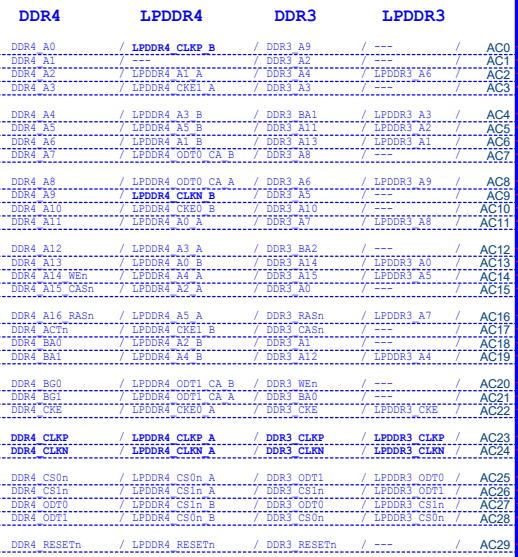 DDR4 LPDDR4 DDR3 LPDDR3
DDR4_A0 / LPDDR4_CLKP_B / DDR3_A9 / --- / AC0
DDR4_A1 / --- / DDR3_A2 / --- / AC1
DDR4_A2 / LPDDR4_A1_A / DDR3_A4 / LPDDR3_A6 / AC2
DDR4_A3 / LPDDR4_CKE1_A / DDR3_A3 / --- / AC3
DDR4_A4 / LPDDR4_A3_B / DDR3_BA1 / LPDDR3_A3 / AC4
DDR4_A5 / LPDDR4_A5_B / DDR3_A11 / LPDDR3_A2 / AC5
DDR4_A6 / LPDDR4_A1_B / DDR3_A13 / LPDDR3_A1 / AC6
DDR4_A7 / LPDDR4_ODT0_CA_B / DDR3_A8 / --- / AC7
DDR4_A8 / LPDDR4_ODT0_CA_A / DDR3_A6 / LPDDR3_A9 / AC8
DDR4_A9 / LPDDR4_CLKN_B / DDR3_A5 / --- / AC9
DDR4_A10 / LPDDR4_CKE0_B / DDR3_A10 / --- / AC10
DDR4_A11 / LPDDR4_A0_A / DDR3_A7 / LPDDR3_A8 / AC11
DDR4_A12 / LPDDR4_A3_A / DDR3_BA2 / --- / AC12
DDR4_A13 / LPDDR4_A0_B / DDR3_A14 / LPDDR3_A0 / AC13
DDR4_A14_WEn / LPDDR4_A4_A / DDR3_A15 / LPDDR3_A5 / AC14
DDR4_A15_CASn / LPDDR4_A2_A / DDR3_A0 / --- / AC15
DDR4_A16_RASn / LPDDR4_A5_A / DDR3_RASn / LPDDR3_A7 / AC16
DDR4_ACTn / LPDDR4_CKE1_B / DDR3_CASn / --- / AC17
DDR4_BA0 / LPDDR4_A2_B / DDR3_A1 / --- / AC18
DDR4_BA1 / LPDDR4_A4_B / DDR3_A12 / LPDDR3_A4 / AC19
DDR4_BG0 / LPDDR4_ODT1_CA_B / DDR3_WEn / --- / AC20
DDR4_BG1 / LPDDR4_ODT1_CA_A / DDR3_BA0 / --- / AC21
DDR4_CKE / LPDDR4_CKE0_A / DDR3_CKE / LPDDR3_CKE / AC22
DDR4_CLKP / LPDDR4_CLKP_A / DDR3_CLKP / LPDDR3_CLKP / AC23
DDR4_CLKN / LPDDR4_CLKN_A / DDR3_CLKN / LPDDR3_CLKN / AC24
DDR4_CS0n / LPDDR4_CS0n_A / DDR3_ODT1 / LPDDR3_ODT0 / AC25
DDR4_CS1n / LPDDR4_CS1n_A / DDR3_CS1n / LPDDR3_ODT1 / AC26
DDR4_ODT0 / LPDDR4_CS1n_B / DDR3_ODT0 / LPDDR3_CS1n / AC27
DDR4_ODT1 / LPDDR4_CS0n_B / DDR3_CS0n / LPDDR3_CS0n / AC28
DDR4_RESETn / LPDDR4_RESETn / DDR3_RESETn / --- / AC29